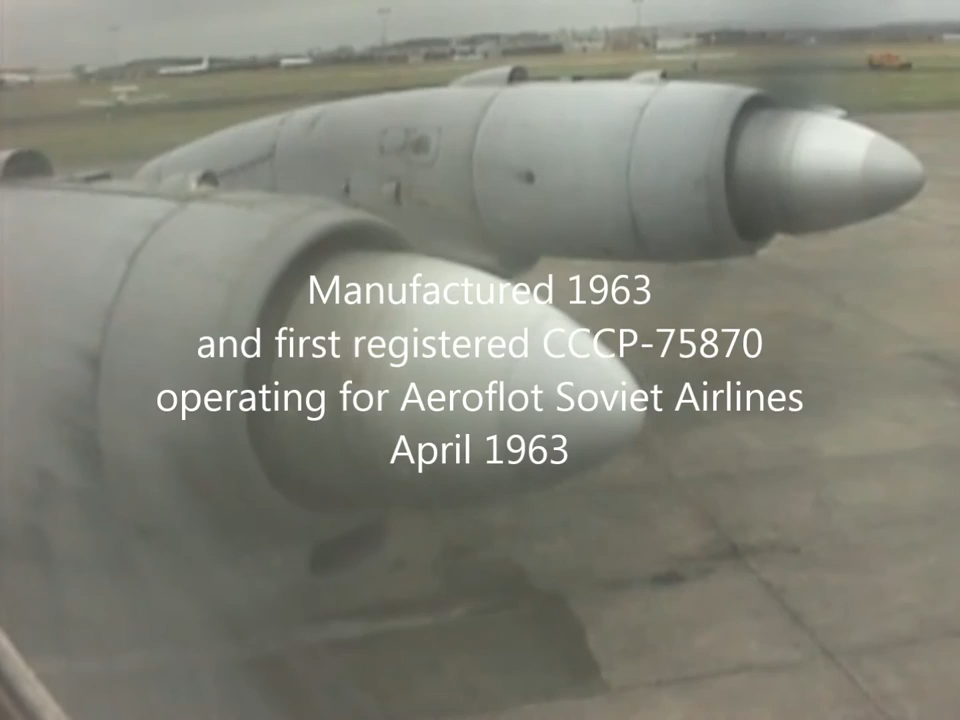 Manufactured 1963
and first registered CCCP-75870
operating for Aeroflot Soviet Airlines
April 1963